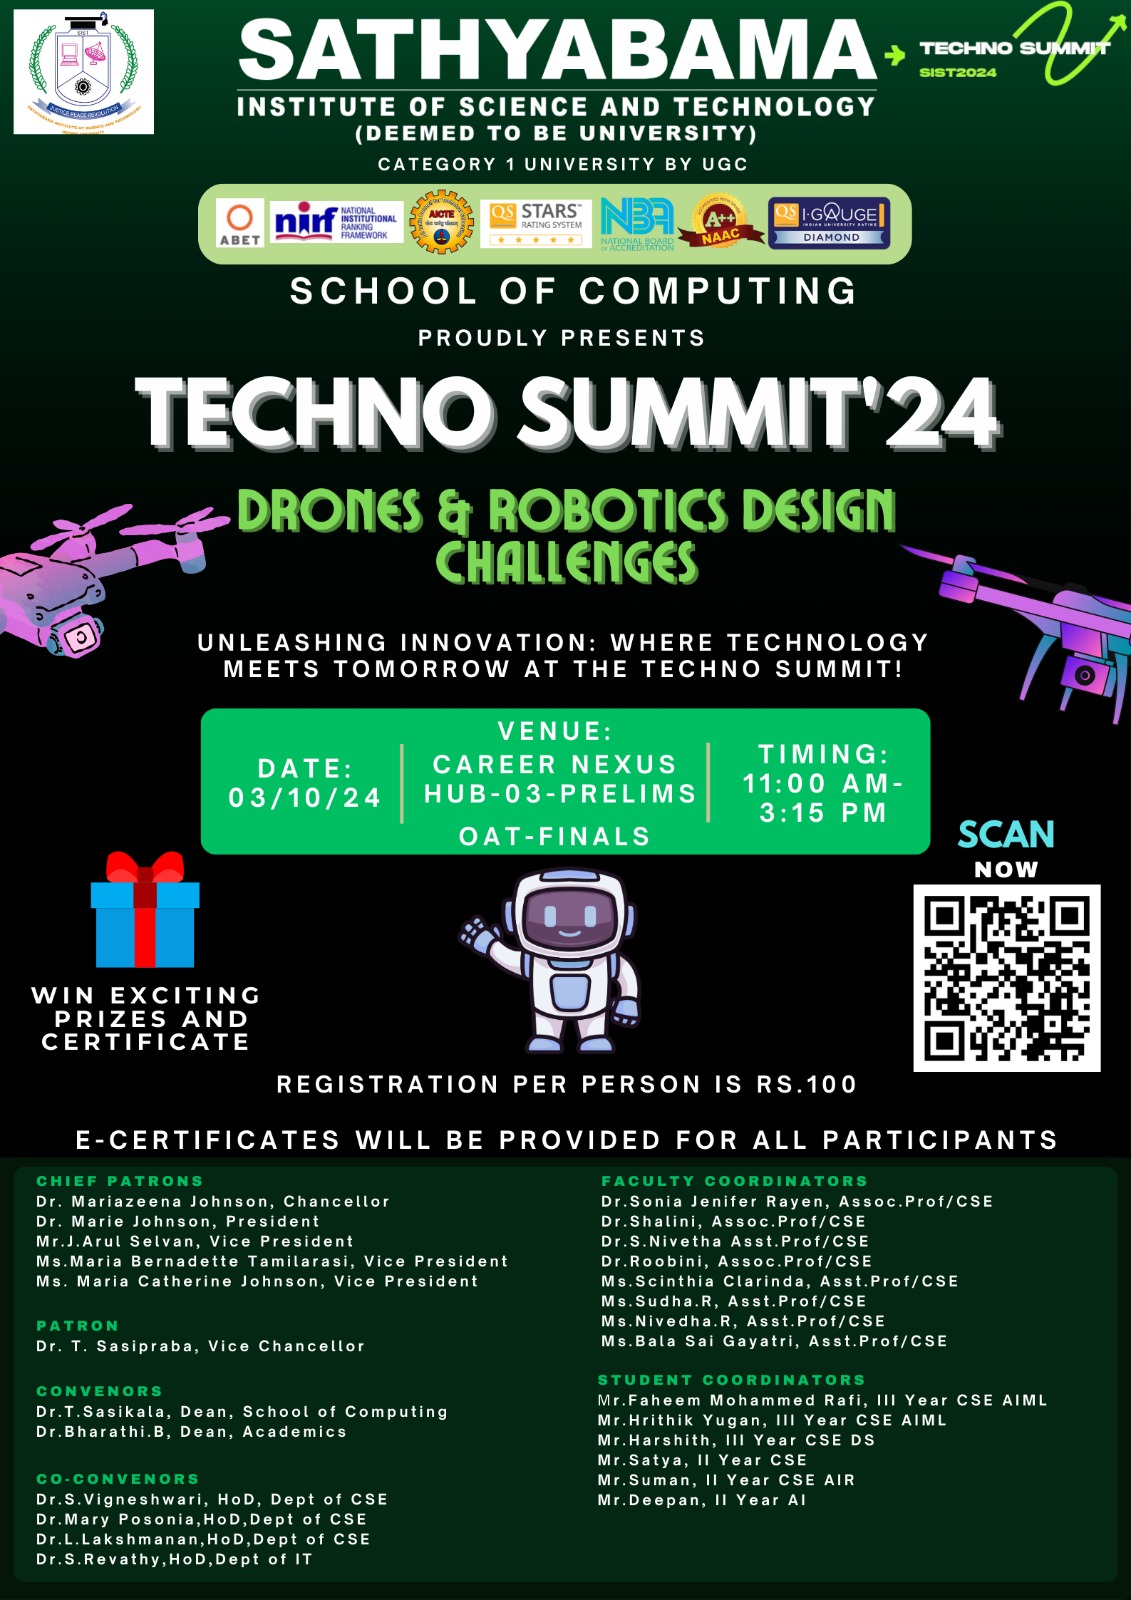 SATHYABAMA
INSTITUTE OF SCIENCE AND TECHNOLOGY
(DEEMED TO BE UNIVERSITY)
CATEGORY 1 UNIVERSITY BY UGC
TECHNO SUMMIT
SIST2024
SIST
JUSTICE PEACE REVOLUTION
ABET
nirf NATIONAL INSTITUTIONAL RANKING FRAMEWORK
AICTE
QS STARS™
RATING SYSTEM
NBA
NATIONAL BOARD
OF ACCREDITATION
A++
NAAC
QS I·GAUGE
INDIAN UNIVERSITY RATING
DIAMOND
SCHOOL OF COMPUTING
PROUDLY PRESENTS
TECHNO SUMMIT'24
DRONES & ROBOTICS DESIGN
CHALLENGES
UNLEASHING INNOVATION: WHERE TECHNOLOGY
MEETS TOMORROW AT THE TECHNO SUMMIT!
DATE:
03/10/24
VENUE:
CAREER NEXUS
HUB-03-PRELIMS
OAT-FINALS
TIMING:
11:00 AM-
3:15 PM
SCAN
NOW
WIN EXCITING
PRIZES AND
CERTIFICATE
REGISTRATION PER PERSON IS RS.100
E-CERTIFICATES WILL BE PROVIDED FOR ALL PARTICIPANTS
CHIEF PATRONS
Dr. Mariazeena Johnson, Chancellor
Dr. Marie Johnson, President
Mr.J.Arul Selvan, Vice President
Ms.Maria Bernadette Tamilarasi, Vice President
Ms. Maria Catherine Johnson, Vice President
PATRON
Dr. T. Sasipraba, Vice Chancellor
CONVENORS
Dr.T.Sasikala, Dean, School of Computing
Dr.Bharathi.B, Dean, Academics
CO-CONVENORS
Dr.S.Vigneshwari, HoD, Dept of CSE
Dr.Mary Posonia,HoD,Dept of CSE
Dr.L.Lakshmanan,HoD,Dept of CSE
Dr.S.Revathy,HoD,Dept of IT
FACULTY COORDINATORS
Dr.Sonia Jenifer Rayen, Assoc.Prof/CSE
Dr.Shalini, Assoc.Prof/CSE
Dr.S.Nivetha Asst.Prof/CSE
Dr.Roobini, Assoc.Prof/CSE
Ms.Scinthia Clarinda, Asst.Prof/CSE
Ms.Sudha.R, Asst.Prof/CSE
Ms.Nivedha.R, Asst.Prof/CSE
Ms.Bala Sai Gayatri, Asst.Prof/CSE
STUDENT COORDINATORS
Mr.Faheem Mohammed Rafi, III Year CSE AIML
Mr.Hrithik Yugan, III Year CSE AIML
Mr.Harshith, III Year CSE DS
Mr.Satya, II Year CSE
Mr.Suman, II Year CSE AIR
Mr.Deepan, II Year AI